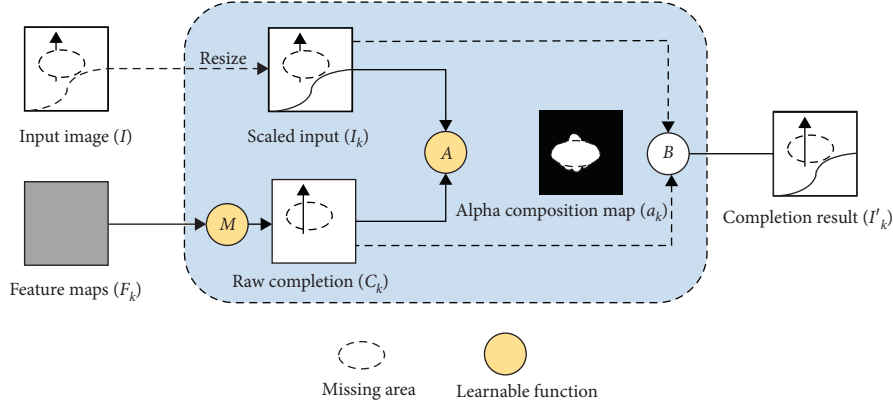 Resize
Input image (I)
Scaled input (I_k)
A
B
Alpha composition map (a_k)
Completion result (I'_k)
M
Feature maps (F_k)
Raw completion (C_k)
Missing area
Learnable function